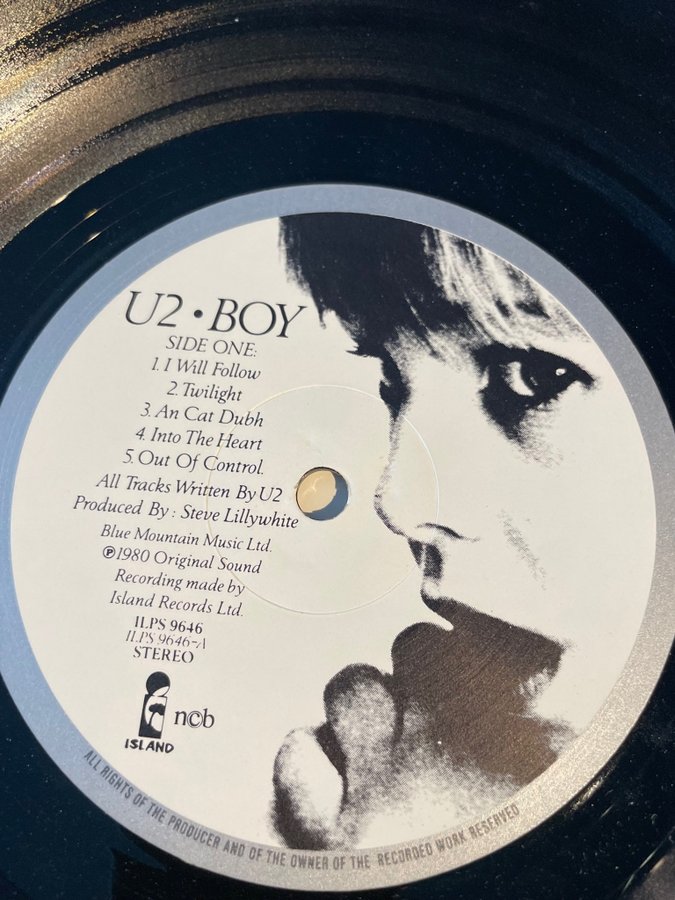 U2 • BOY
SIDE ONE:
1. I Will Follow
2. Twilight
3. An Cat Dubh
4. Into The Heart
5. Out Of Control.
All Tracks Written By U2
Produced By : Steve Lillywhite
Blue Mountain Music Ltd.
℗1980 Original Sound
Recording made by
Island Records Ltd.
ILPS 9646
ILPS 9646-A
STEREO
ISLAND
n©b
ALL RIGHTS OF THE PRODUCER AND OF THE OWNER OF THE RECORDED WORK RESERVED